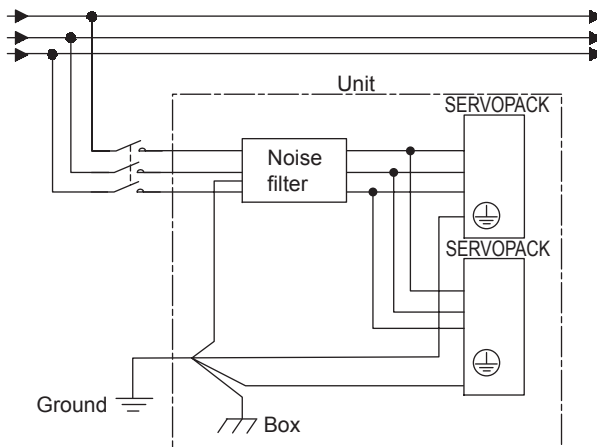 Unit
SERVOPACK
Noise
filter
SERVOPACK
Ground
Box